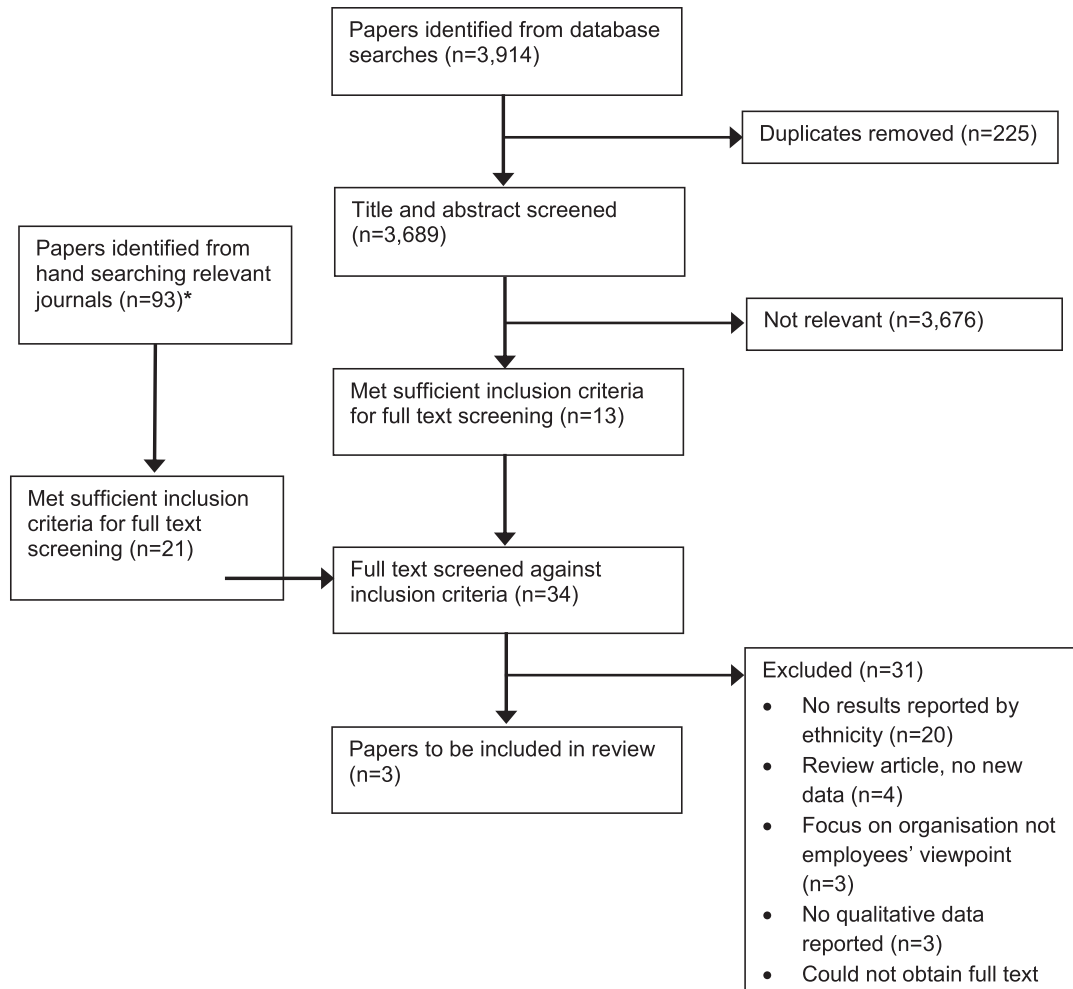 Papers identified from database
searches (n=3,914)
Duplicates removed (n=225)
Title and abstract screened
(n=3,689)
Papers identified from
hand searching relevant
journals (n=93)*
Not relevant (n=3,676)
Met sufficient inclusion criteria
for full text screening (n=13)
Met sufficient inclusion
criteria for full text
screening (n=21)
Full text screened against
inclusion criteria (n=34)
Excluded (n=31)
• No results reported by
ethnicity (n=20)
• Review article, no new
data (n=4)
• Focus on organisation not
employees’ viewpoint
(n=3)
• No qualitative data
reported (n=3)
• Could not obtain full text
Papers to be included in review
(n=3)